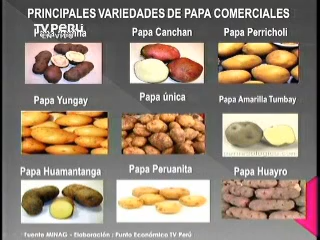 PRINCIPALES VARIEDADES DE PAPA COMERCIALES
TV PERÚ
Papa Canchan
Papa Perricholi
Papa Yungay
Papa única
Papa Amarilla Tumbay
Papa Huamantanga
Papa Peruanita
Papa Huayro
Fuente MINAG - Elaboración : Punto Económico TV Perú